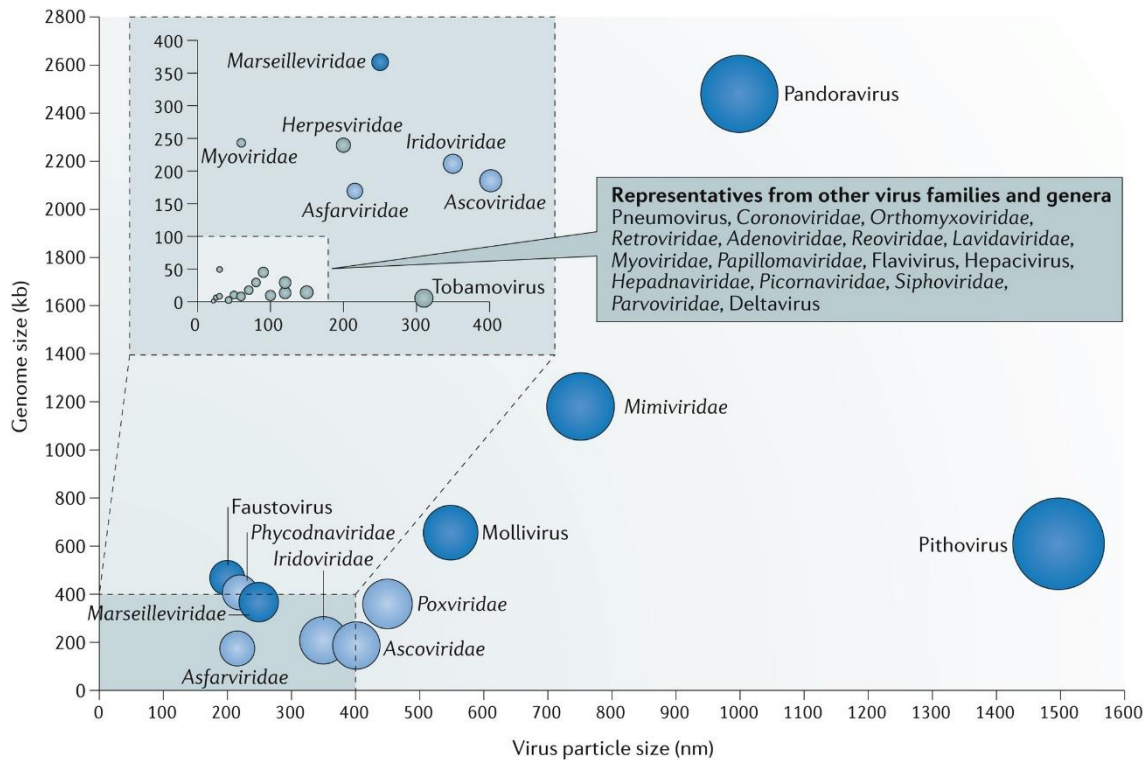 2800
2600
2400
2200
2000
1800
1600
1400
1200
1000
800
600
400
200
0
Genome size (kb)
0
100
200
300
400
500
600
700
800
900
1000
1100
1200
1300
1400
1500
1600
Virus particle size (nm)
400
350
300
250
200
150
100
50
0
0
100
200
300
400
Marseilleviridae
Herpesviridae
Myoviridae
Iridoviridae
Asfarviridae
Ascoviridae
Tobamovirus
Pandoravirus
Representatives from other virus families and genera
Pneumovirus, Coronoviridae, Orthomyxoviridae,
Retroviridae, Adenoviridae, Reoviridae, Lavidaviridae,
Myoviridae, Papillomaviridae, Flavivirus, Hepacivirus,
Hepadnaviridae, Picornaviridae, Siphoviridae,
Parvoviridae, Deltavirus
Mimiviridae
Mollivirus
Pithovirus
Faustovirus
Phycodnaviridae
Iridoviridae
Marseilleviridae
Poxviridae
Ascoviridae
Asfarviridae